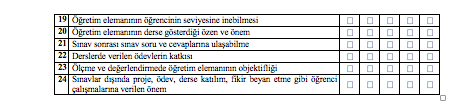 19 Öğretim elemanının öğrencinin seviyesine inebilmesi
20 Öğretim elemanının derse gösterdiği özen ve önem
21 Sınav sonrası sınav soru ve cevaplarına ulaşabilme
22 Derslerde verilen ödevlerin katkısı
23 Ölçme ve değerlendirmede öğretim elemanının objektifliği
24 Sınavlar dışında proje, ödev, derse katılım, fikir beyan etme gibi öğrenci
çalışmalarına verilen önem